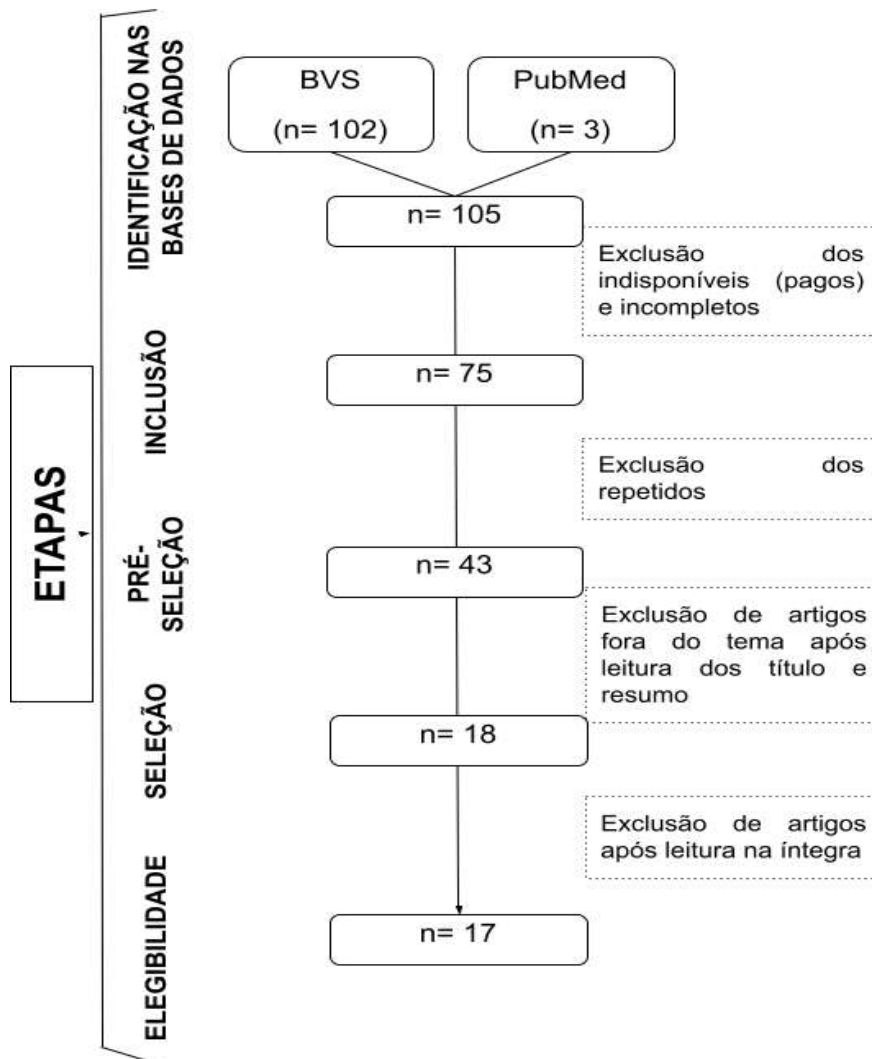 ETAPAS
IDENTIFICAÇÃO NAS
BASES DE DADOS
BVS
(n= 102)
PubMed
(n= 3)
n= 105
Exclusão dos
indisponíveis (pagos)
e incompletos
INCLUSÃO
n= 75
Exclusão dos
repetidos
PRÉ-
SELEÇÃO
n= 43
Exclusão de artigos
fora do tema após
leitura dos título e
resumo
SELEÇÃO
n= 18
Exclusão de artigos
após leitura na íntegra
ELEGIBILIDADE
n= 17